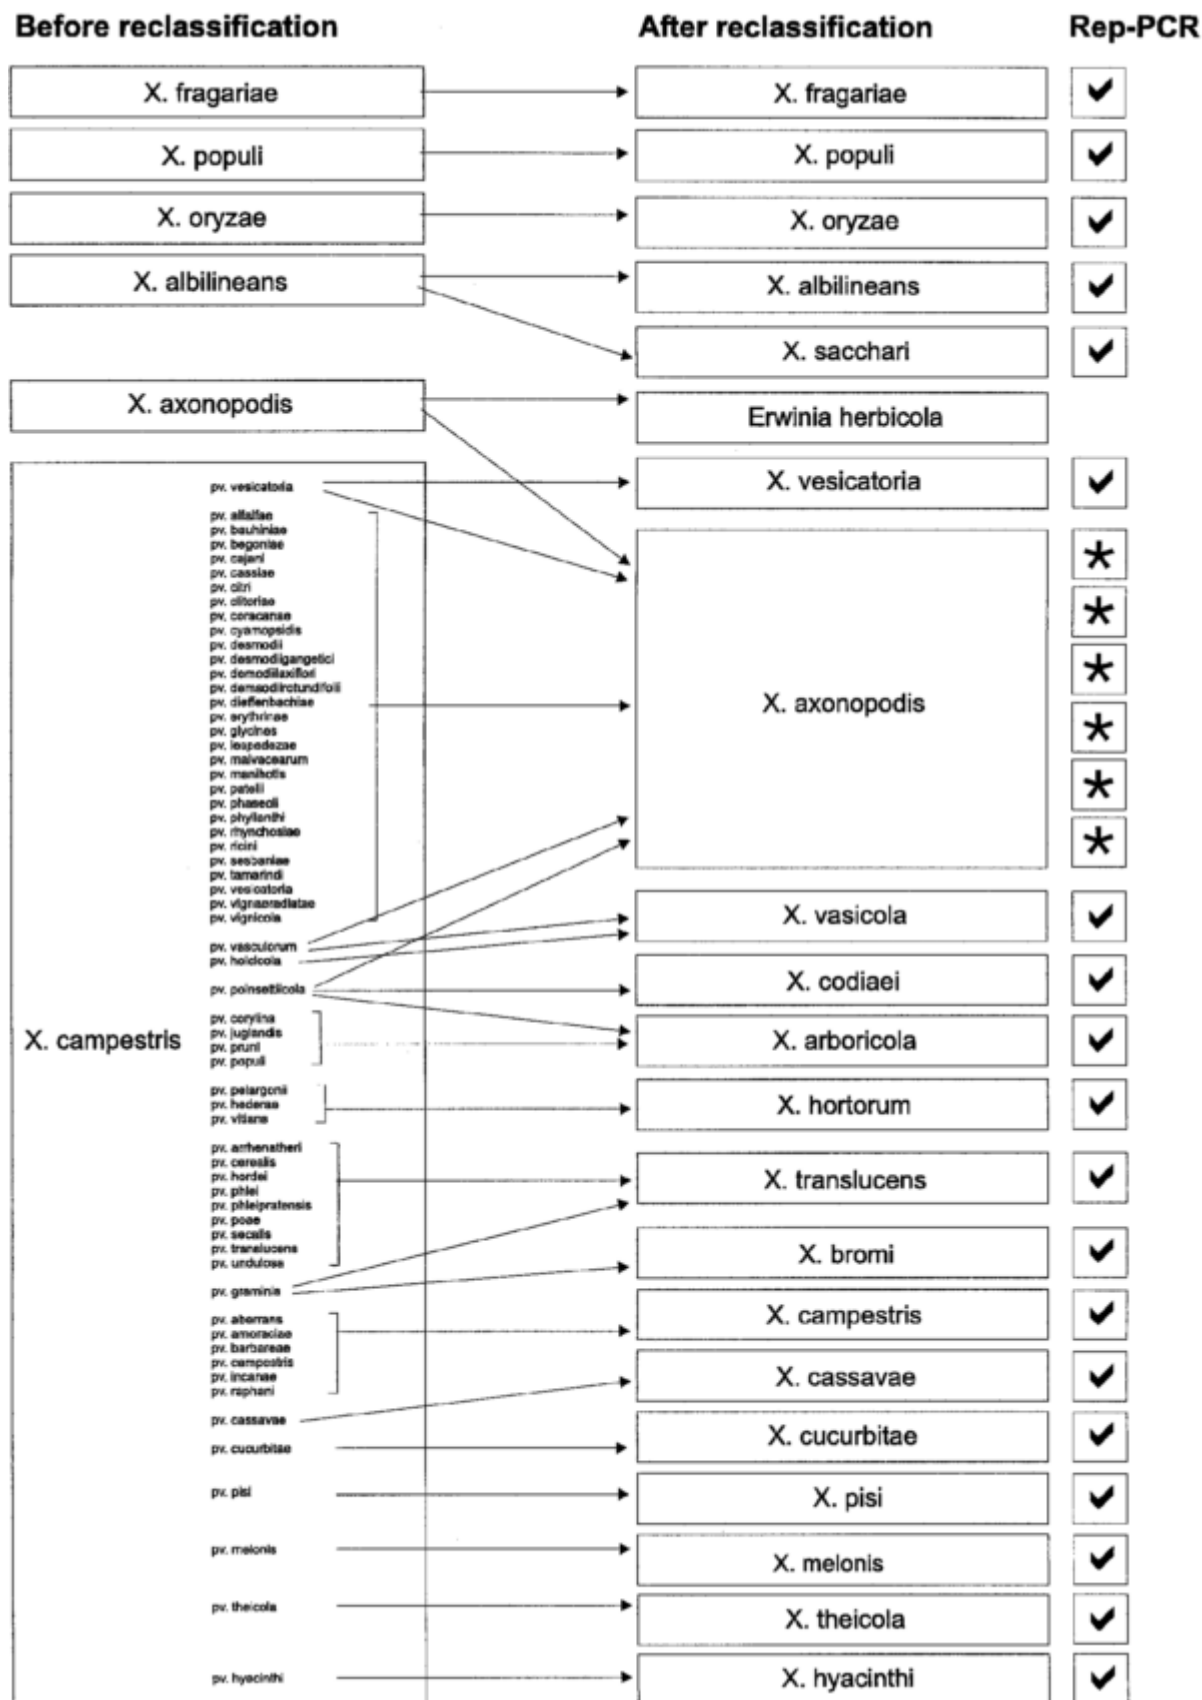 Before reclassification After reclassification Rep-PCR
X. fragariae X. fragariae ✔
X. populi X. populi ✔
X. oryzae X. oryzae ✔
X. albilineans X. albilineans ✔
X. sacchari ✔
X. axonopodis
Erwinia herbicola
pv. vesicatoria X. vesicatoria ✔
pv. alfalfae
pv. bauhiniae
pv. begoniae
pv. cajani
pv. cassiae
pv. citri
pv. clitoriae
pv. coracanae
pv. cyamopsidis
pv. desmodii
pv. desmodiigangetici
pv. demodiilaxiflori
pv. demsodiirotundifolii
pv. dieffenbachiae
pv. erythrinae
pv. glycines
pv. lespedezae
pv. malvacearum
pv. manihotis
pv. patelii
pv. phaseoli
pv. phyllanthi
pv. rhynchosiae
pv. ricini
pv. sesbaniae
pv. tamarindi
pv. vesicatoria
pv. vignaeradiatae
pv. vignicola
X. axonopodis * * * * * *
pv. vasculorum X. vasicola ✔
pv. holcicola
pv. poinsettiicola X. codiaei ✔
X. campestris
pv. corylina
pv. juglandis
pv. pruni
pv. populi
X. arboricola ✔
pv. pelargonii
pv. hederae
pv. vitians
X. hortorum ✔
pv. arrhenatheri
pv. cerealis
pv. hordei
pv. phlei
pv. phleipratensis
pv. poae
pv. secalis
pv. translucens
pv. undulosa
X. translucens ✔
pv. graminis X. bromi ✔
pv. aberrans
pv. amoraciae
pv. barbareae
pv. campestris
pv. incanae
pv. raphani
X. campestris ✔
pv. cassavae X. cassavae ✔
pv. cucurbitae X. cucurbitae ✔
pv. pisi X. pisi ✔
pv. melonis X. melonis ✔
pv. theicola X. theicola ✔
pv. hyacinthi X. hyacinthi ✔